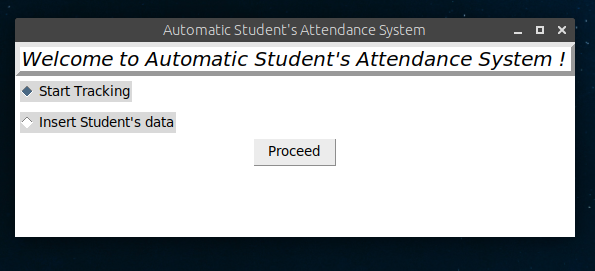 Automatic Student's Attendance System
Welcome to Automatic Student's Attendance System !
Start Tracking
Insert Student's data
Proceed